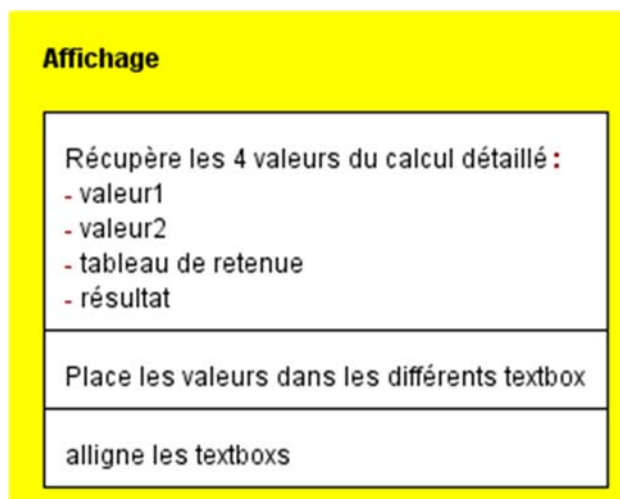 Affichage
Récupère les 4 valeurs du calcul détaillé :
- valeur1
- valeur2
- tableau de retenue
- résultat
Place les valeurs dans les différents textbox
alligne les textboxs